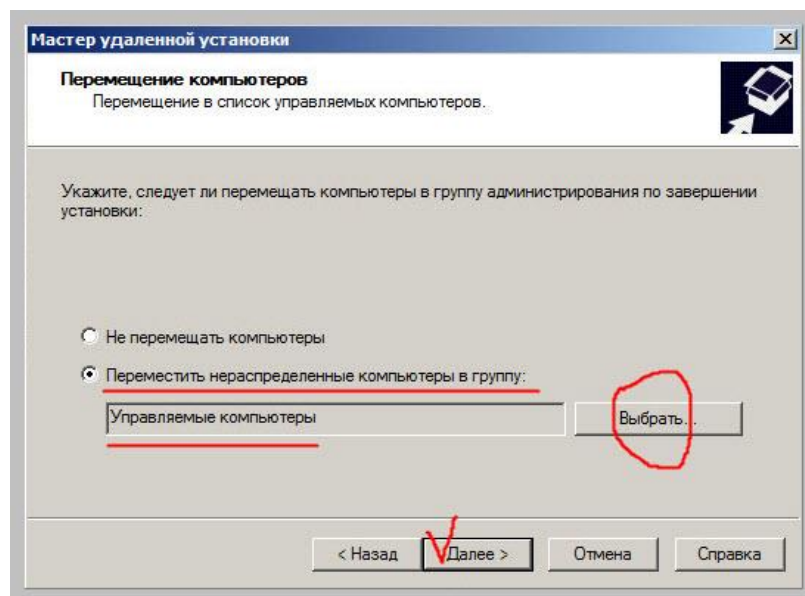 Мастер удаленной установки
Перемещение компьютеров
Перемещение в список управляемых компьютеров.
Укажите, следует ли перемещать компьютеры в группу администрирования по завершении
установки:
Не перемещать компьютеры
Переместить нераспределенные компьютеры в группу:
Управляемые компьютеры
Выбрать...
< Назад
Далее >
Отмена
Справка